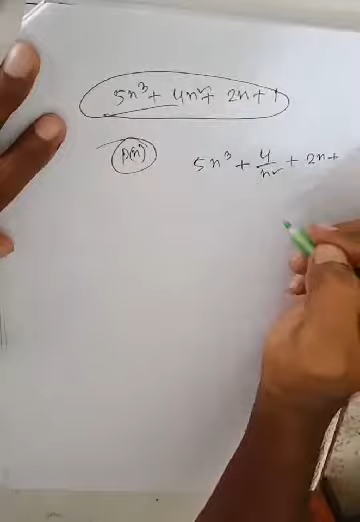 5n³ + 4n² + 2n + 1
p(n)
5n³ + 4/n² + 2n +